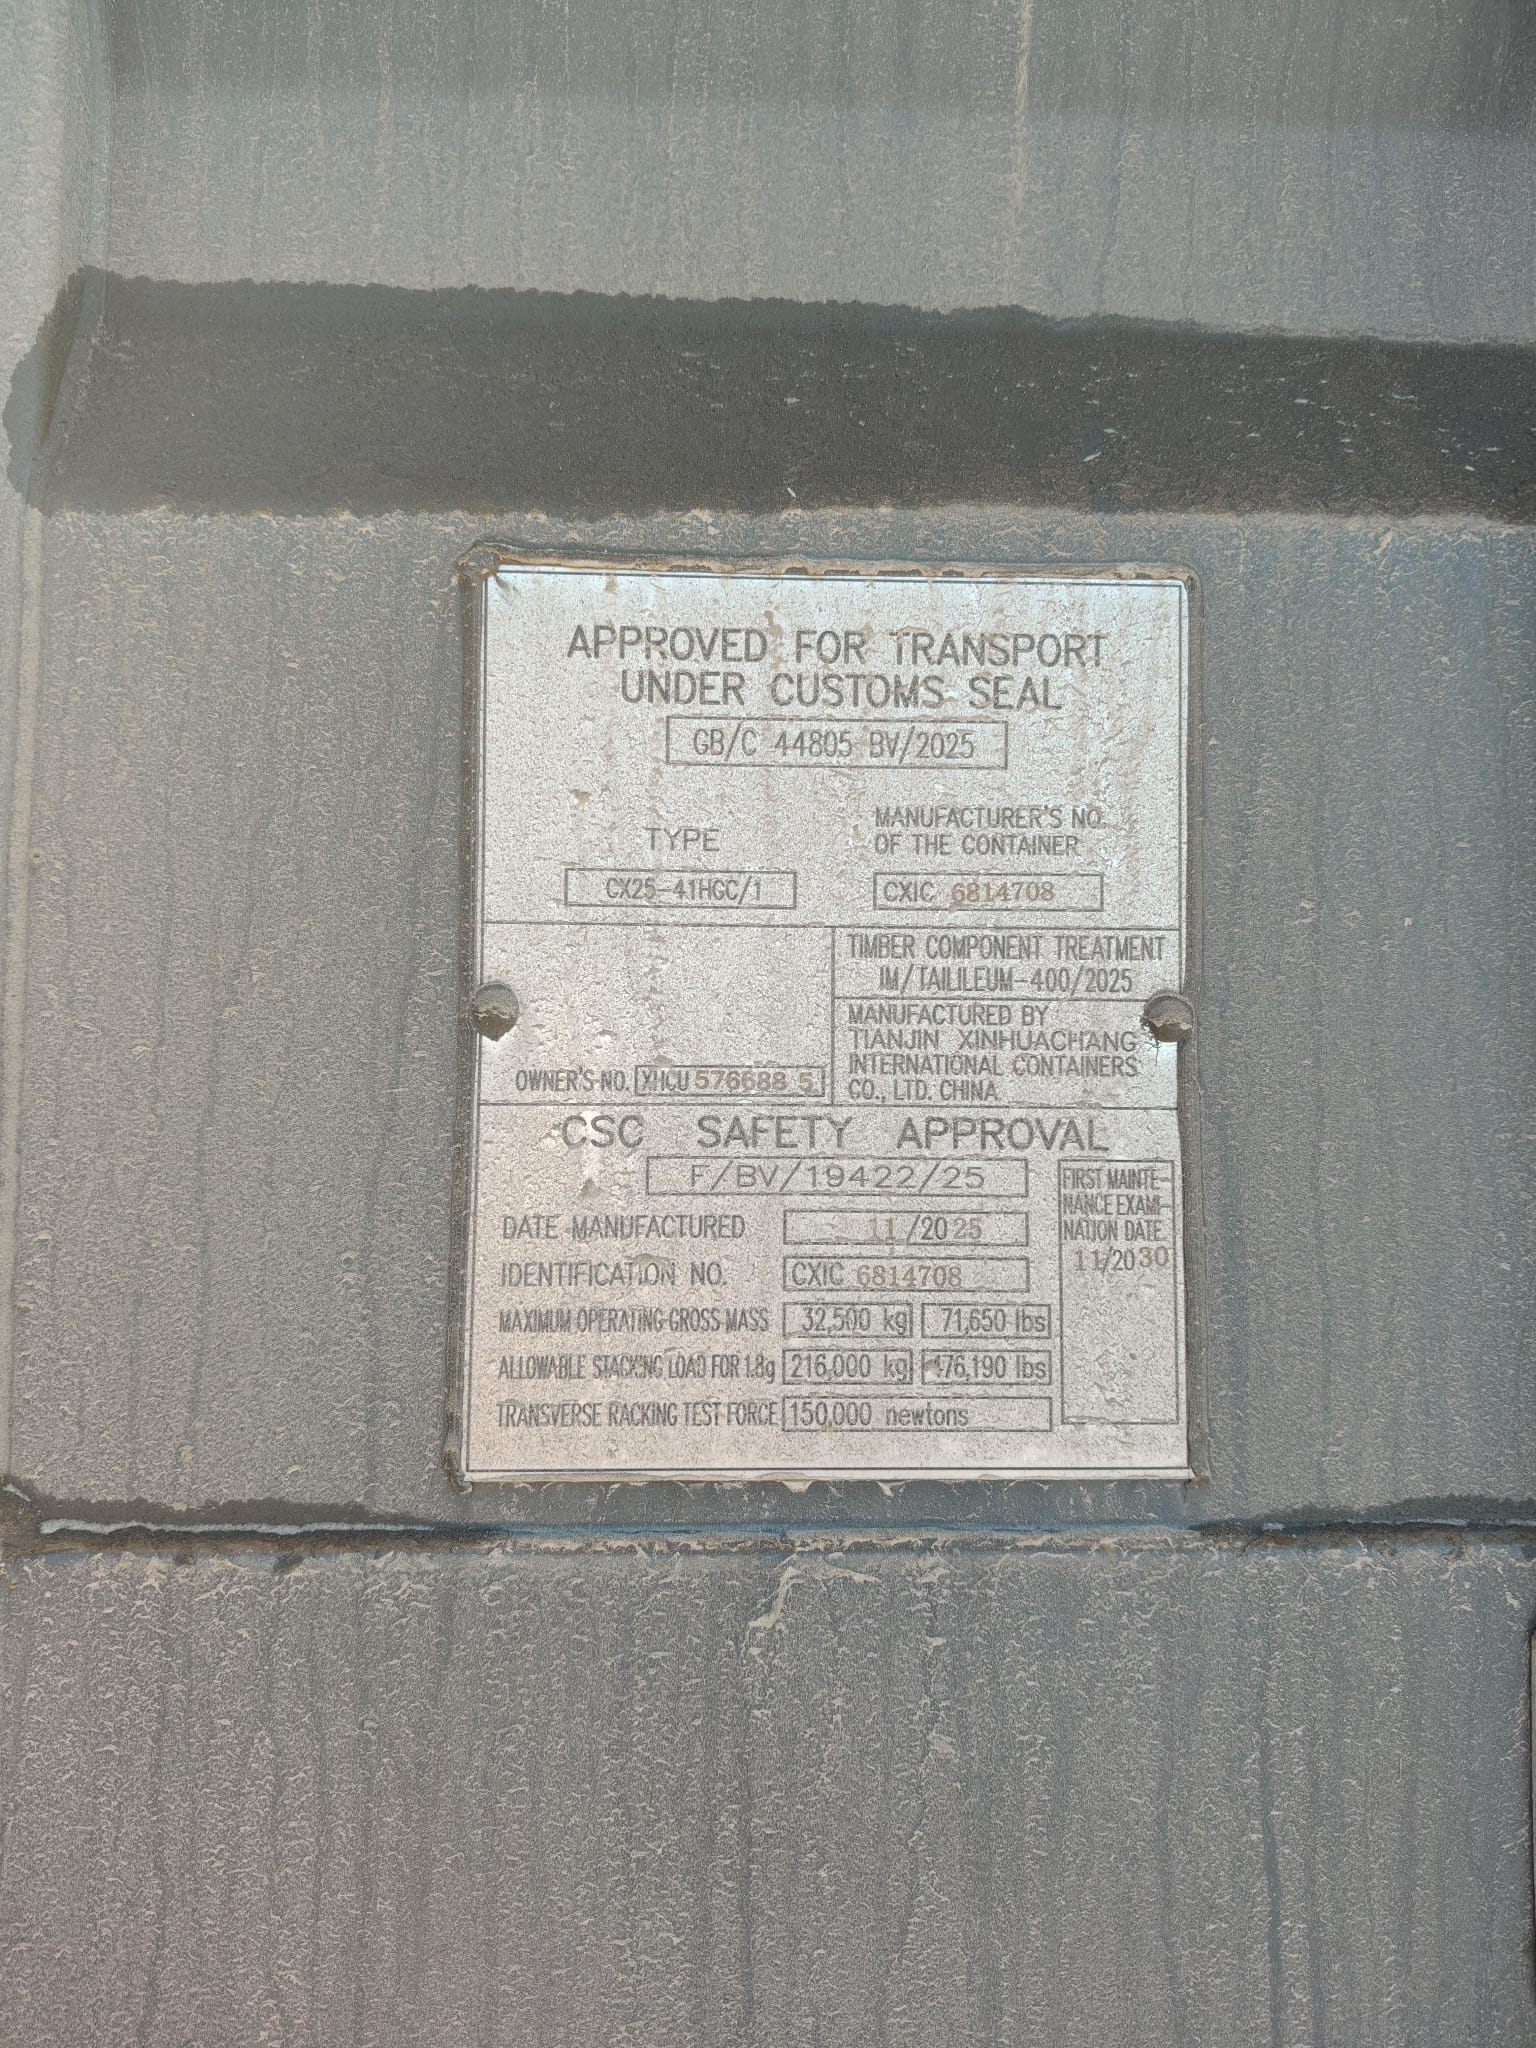 APPROVED FOR TRANSPORT
UNDER CUSTOMS SEAL
GB/C 44805 BV/2025
TYPE
CX25-41HGC/1
MANUFACTURER'S NO.
OF THE CONTAINER
CXIC 6814708
TIMBER COMPONENT TREATMENT
IM/TAILILEUM-400/2025
MANUFACTURED BY
TIANJIN XINHUACHANG
INTERNATIONAL CONTAINERS
CO., LTD. CHINA
OWNER'S NO. XHCU 576688 5
CSC SAFETY APPROVAL
F/BV/19422/25
DATE MANUFACTURED 11/2025
IDENTIFICATION NO. CXIC 6814708
MAXIMUM OPERATING GROSS MASS 32,500 kg 71,650 lbs
ALLOWABLE STACKING LOAD FOR 1.8g 216,000 kg 476,190 lbs
TRANSVERSE RACKING TEST FORCE 150,000 newtons
FIRST MAINTE-
NANCE EXAMI-
NATION DATE
11/2030